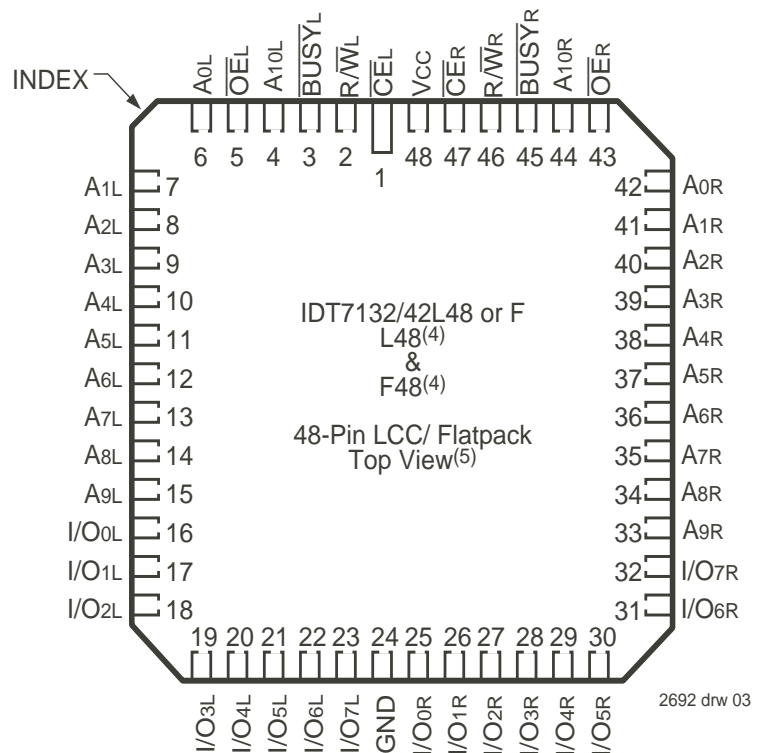 INDEX
A0L
OEL
A10L
BUSYL
R/WL
CEL
VCC
CER
R/WR
BUSYR
A10R
OER
6 5 4 3 2 1 48 47 46 45 44 43
A1L 7
A2L 8
A3L 9
A4L 10
A5L 11
A6L 12
A7L 13
A8L 14
A9L 15
I/O0L 16
I/O1L 17
I/O2L 18
IDT7132/42L48 or F
L48(4)
&
F48(4)
48-Pin LCC/ Flatpack
Top View(5)
42 A0R
41 A1R
40 A2R
39 A3R
38 A4R
37 A5R
36 A6R
35 A7R
34 A8R
33 A9R
32 I/O7R
31 I/O6R
19 20 21 22 23 24 25 26 27 28 29 30
I/O3L
I/O4L
I/O5L
I/O6L
I/O7L
GND
I/O0R
I/O1R
I/O2R
I/O3R
I/O4R
I/O5R
2692 drw 03